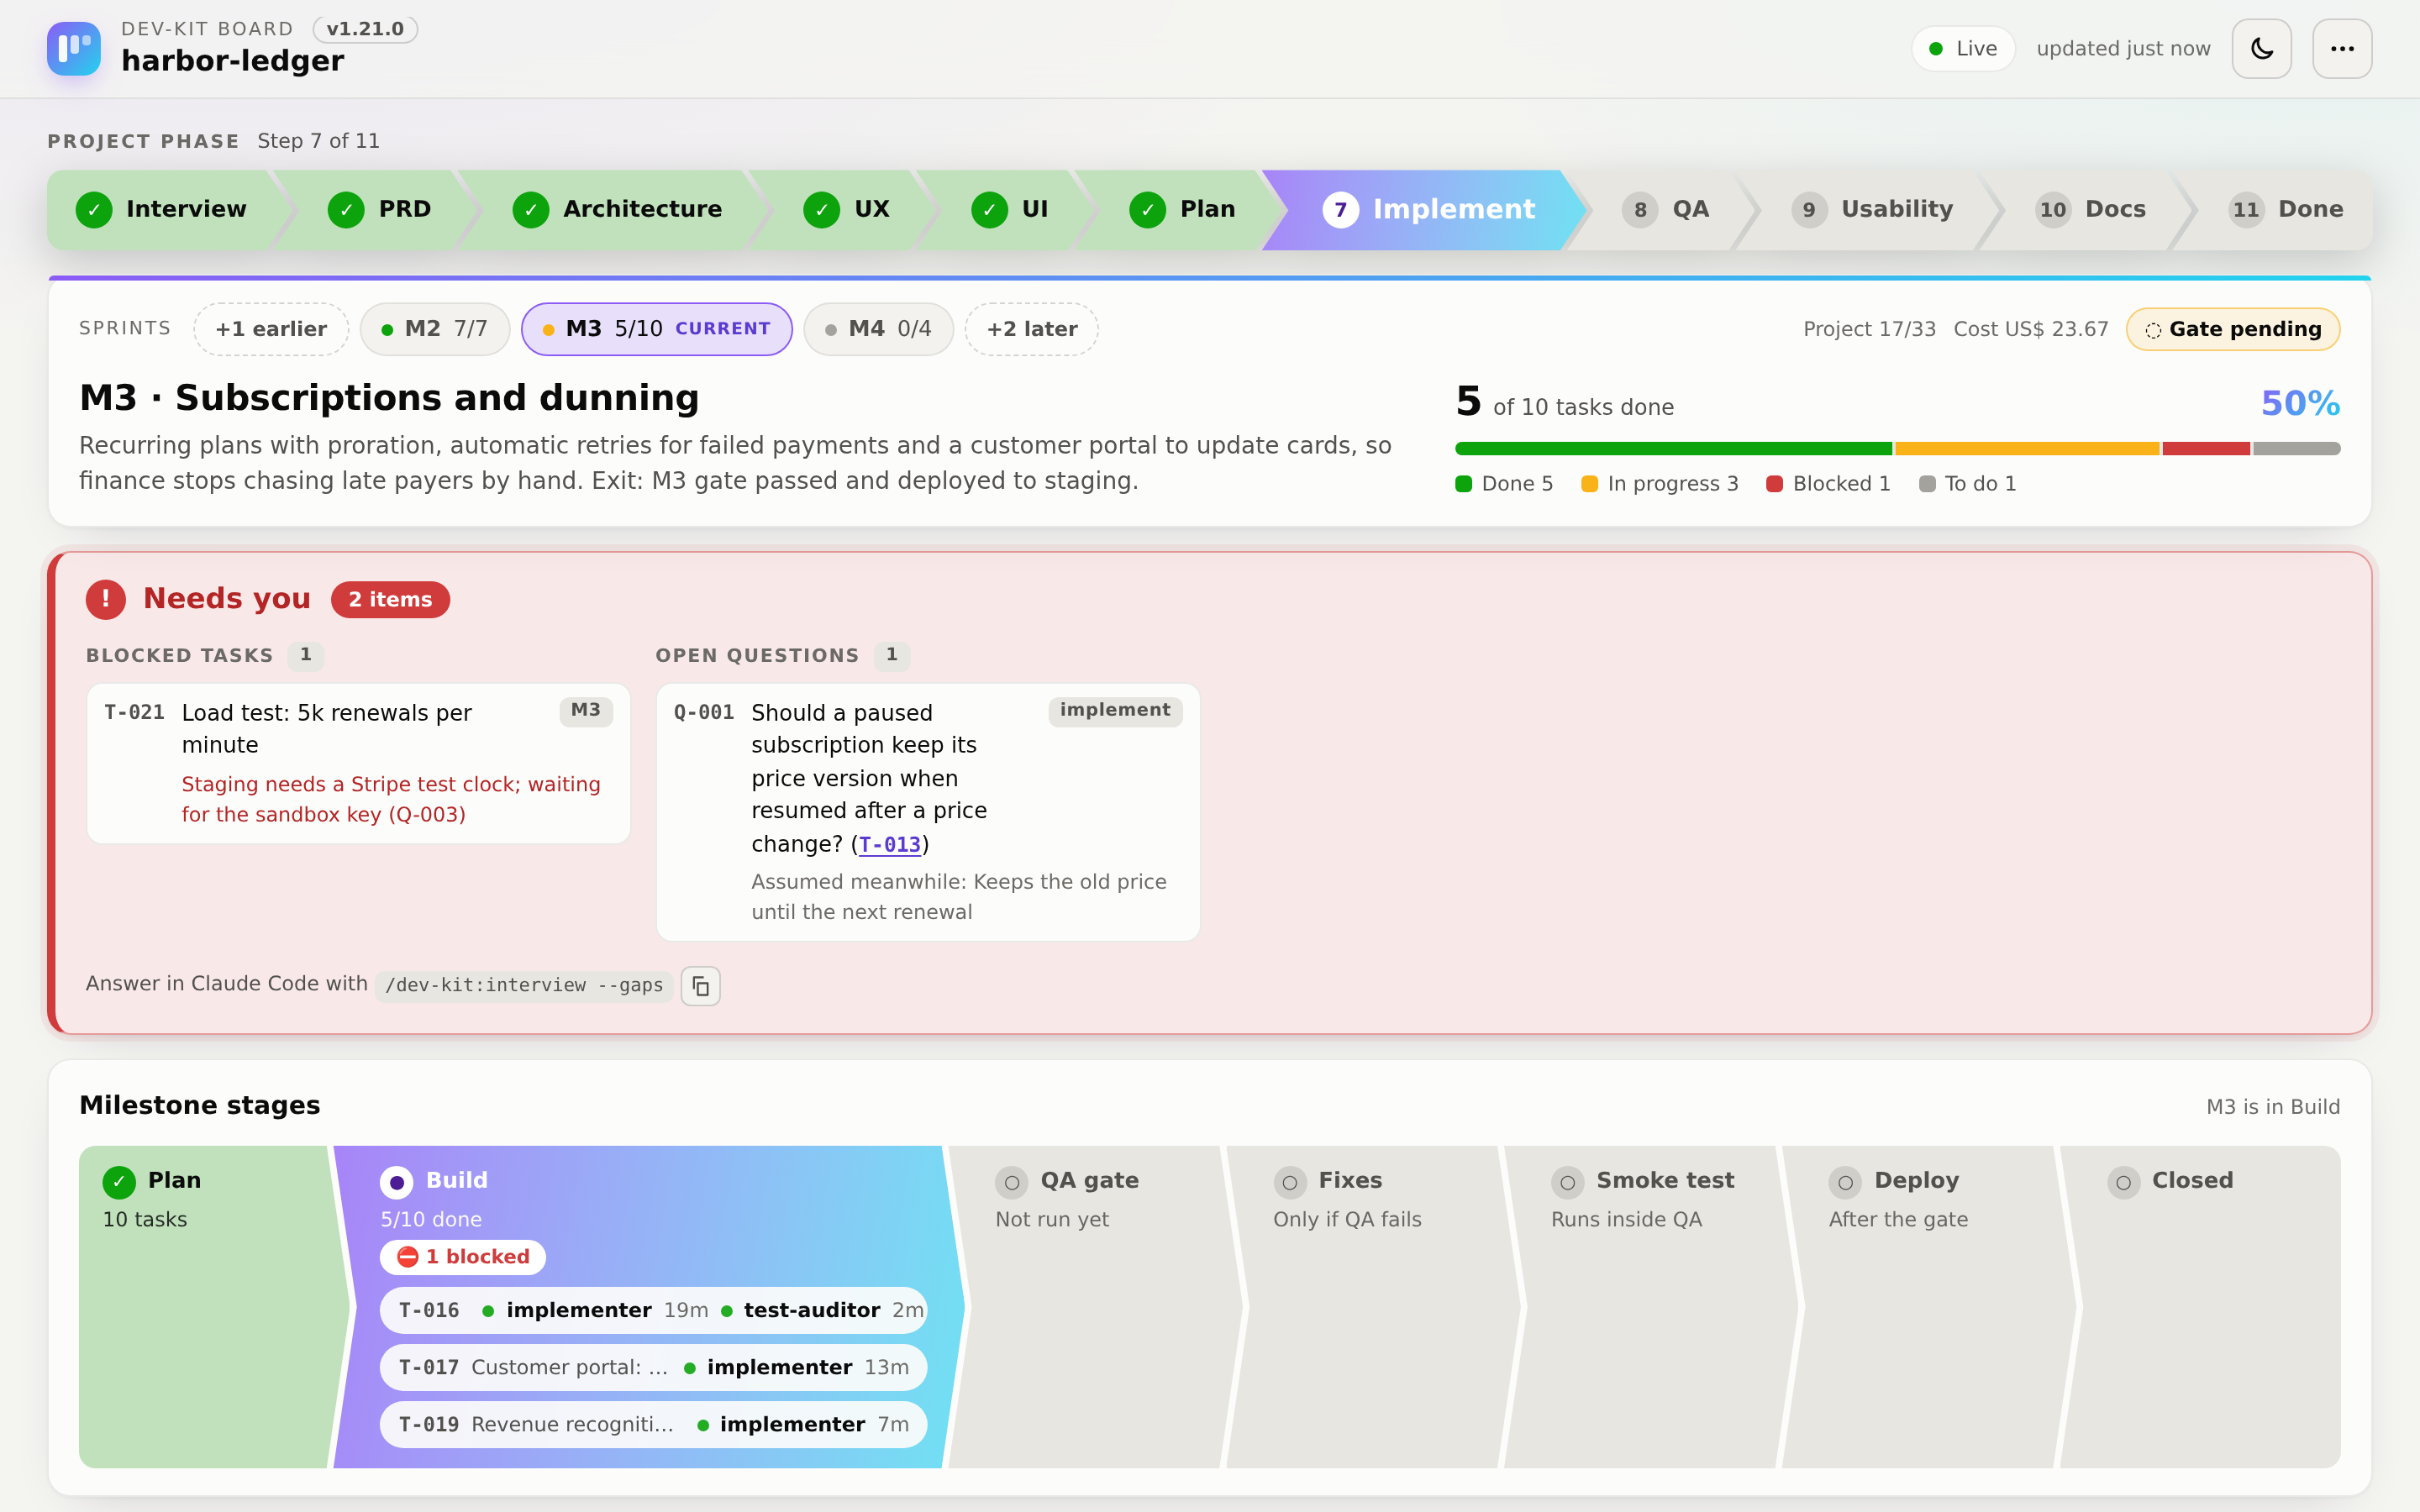 DEV-KIT BOARD v1.21.0
harbor-ledger
Live updated just now
PROJECT PHASE Step 7 of 11
✓ Interview ✓ PRD ✓ Architecture ✓ UX ✓ UI ✓ Plan 7 Implement 8 QA 9 Usability 10 Docs 11 Done
SPRINTS +1 earlier M2 7/7 M3 5/10 CURRENT M4 0/4 +2 later Project 17/33 Cost US$ 23.67 Gate pending
M3 · Subscriptions and dunning
Recurring plans with proration, automatic retries for failed payments and a customer portal to update cards, so
finance stops chasing late payers by hand. Exit: M3 gate passed and deployed to staging.
5 of 10 tasks done 50%
Done 5 In progress 3 Blocked 1 To do 1
! Needs you 2 items
BLOCKED TASKS 1
T-021 Load test: 5k renewals per M3
minute
Staging needs a Stripe test clock; waiting
for the sandbox key (Q-003)
OPEN QUESTIONS 1
Q-001 Should a paused implement
subscription keep its
price version when
resumed after a price
change? (T-013)
Assumed meanwhile: Keeps the old price
until the next renewal
Answer in Claude Code with /dev-kit:interview --gaps
Milestone stages M3 is in Build
✓ Plan
10 tasks
Build
5/10 done
1 blocked
T-016 implementer 19m test-auditor 2m
T-017 Customer portal: … implementer 13m
T-019 Revenue recogniti… implementer 7m
QA gate
Not run yet
Fixes
Only if QA fails
Smoke test
Runs inside QA
Deploy
After the gate
Closed